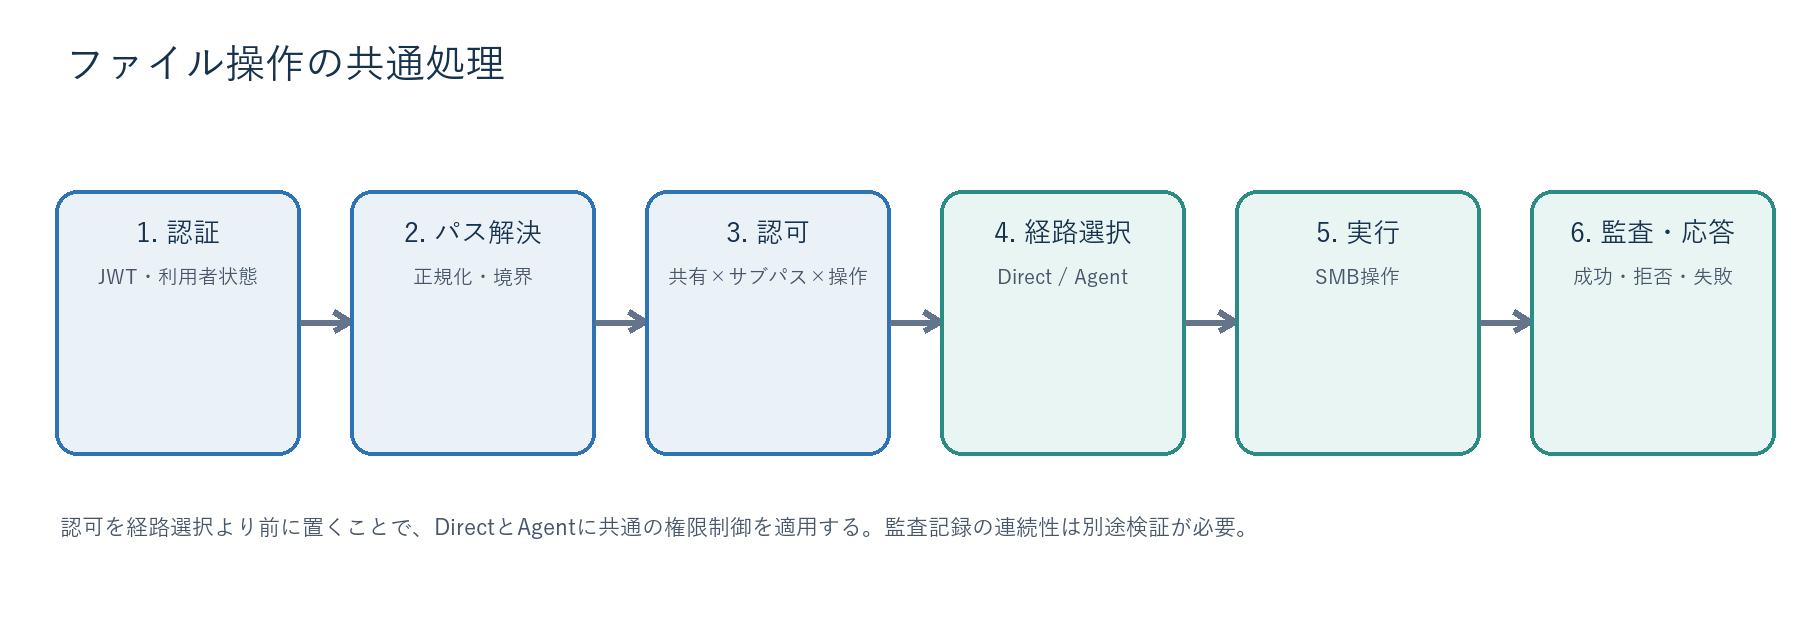 ファイル操作の共通処理
1. 認証
JWT・利用者状態
2. パス解決
正規化・境界
3. 認可
共有×サブパス×操作
4. 経路選択
Direct / Agent
5. 実行
SMB操作
6. 監査・応答
成功・拒否・失敗
認可を経路選択より前に置くことで、DirectとAgentに共通の権限制御を適用する。監査記録の連続性は別途検証が必要。